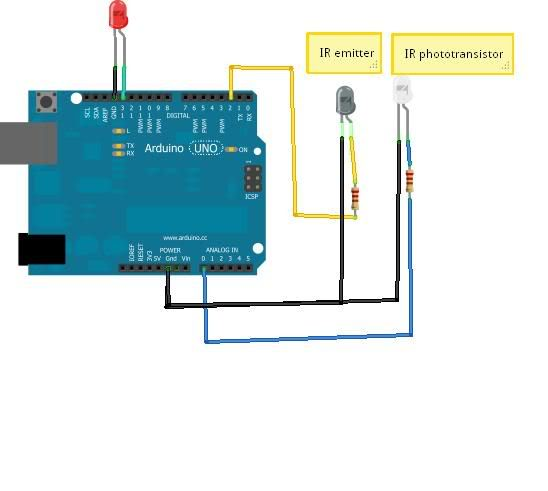 IR emitter
IR phototransistor
SCL
SDA
AREF
GND
13
12
PWM 11
PWM 10
PWM 9
8
7
PWM 6
PWM 5
4
PWM 3
2
TX 1
RX 0
DIGITAL
L
TX
RX
Arduino UNO
ON
1
ICSP
www.arduino.cc
POWER
ANALOG IN
IOREF
RESET
3V3
5V
Gnd
Vin
0
1
2
3
4
5